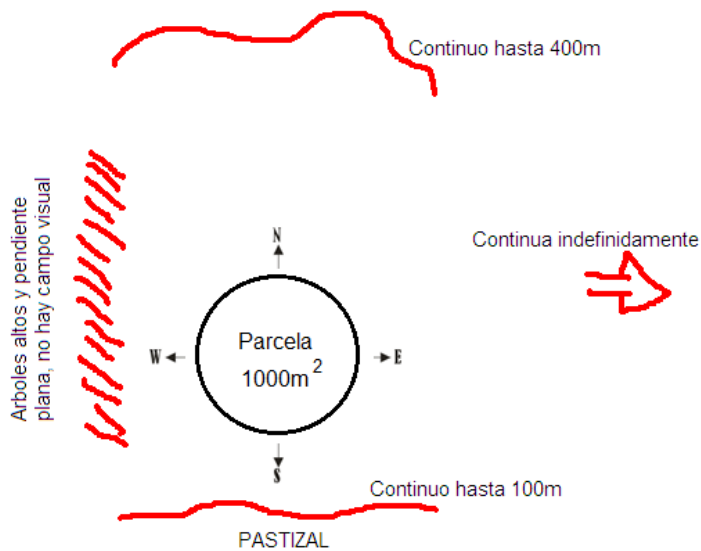 Continuo hasta 400m
Arboles altos y pendiente
plana, no hay campo visual
N
Continua indefinidamente
W
Parcela
1000m²
E
S
Continuo hasta 100m
PASTIZAL